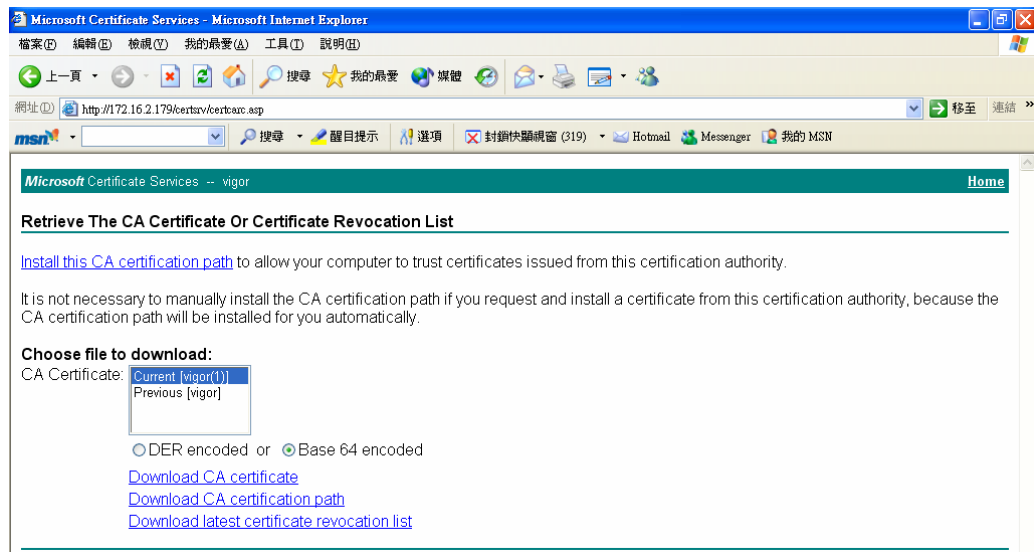 Microsoft Certificate Services - Microsoft Internet Explorer
檔案(F) 編輯(E) 檢視(V) 我的最愛(A) 工具(T) 說明(H)
上一頁 搜尋 我的最愛 媒體
網址(D) http://172.16.2.179/certsrv/certcarc.asp 移至 連結 »
msn 搜尋 醒目提示 選項 封鎖快顯視窗 (319) Hotmail Messenger 我的 MSN
Microsoft Certificate Services -- vigor Home
Retrieve The CA Certificate Or Certificate Revocation List
Install this CA certification path to allow your computer to trust certificates issued from this certification authority.
It is not necessary to manually install the CA certification path if you request and install a certificate from this certification authority, because the
CA certification path will be installed for you automatically.
Choose file to download:
CA Certificate: Current [vigor(1)]
Previous [vigor]
DER encoded or Base 64 encoded
Download CA certificate
Download CA certification path
Download latest certificate revocation list